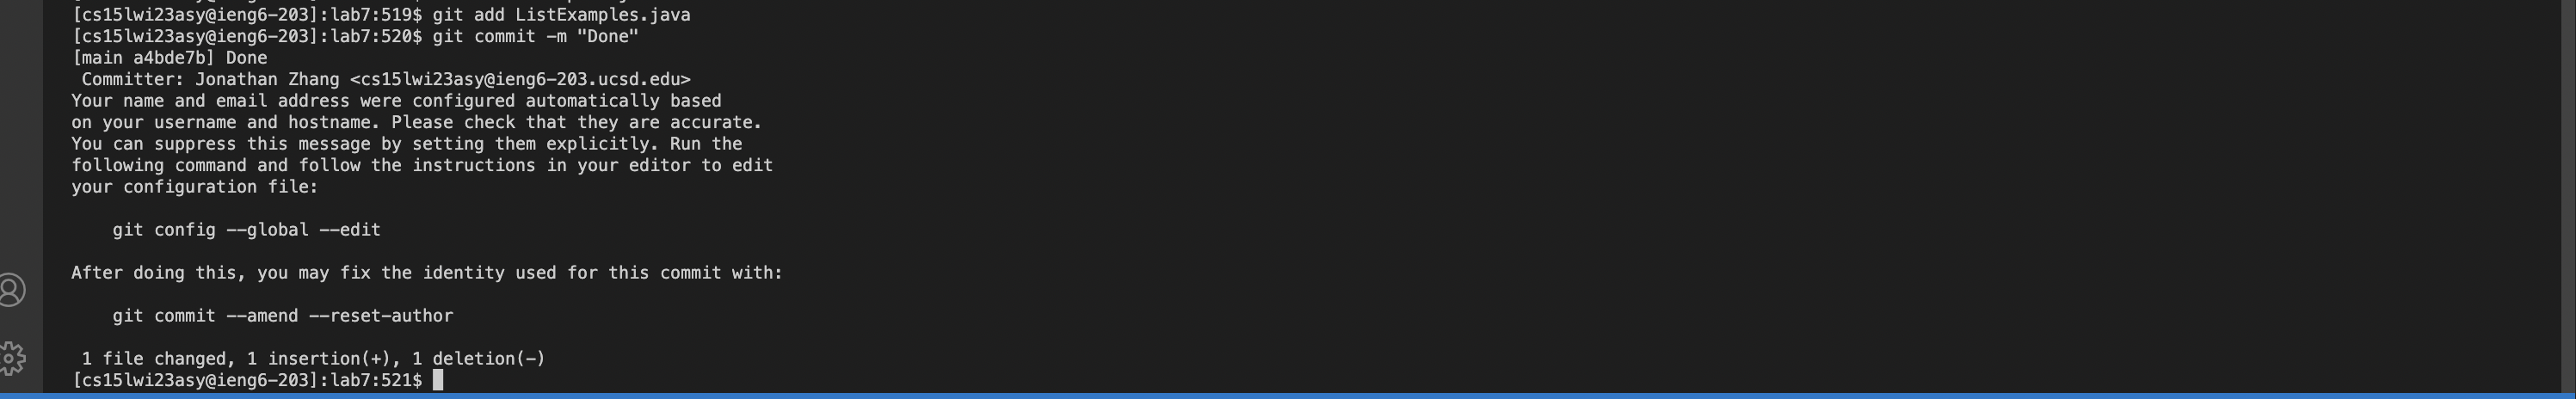 [cs15lwi23asy@ieng6-203]:lab7:519$ git add ListExamples.java
[cs15lwi23asy@ieng6-203]:lab7:520$ git commit -m "Done"
[main a4bde7b] Done
 Committer: Jonathan Zhang <cs15lwi23asy@ieng6-203.ucsd.edu>
Your name and email address were configured automatically based
on your username and hostname. Please check that they are accurate.
You can suppress this message by setting them explicitly. Run the
following command and follow the instructions in your editor to edit
your configuration file:

    git config --global --edit

After doing this, you may fix the identity used for this commit with:

    git commit --amend --reset-author

 1 file changed, 1 insertion(+), 1 deletion(-)
[cs15lwi23asy@ieng6-203]:lab7:521$